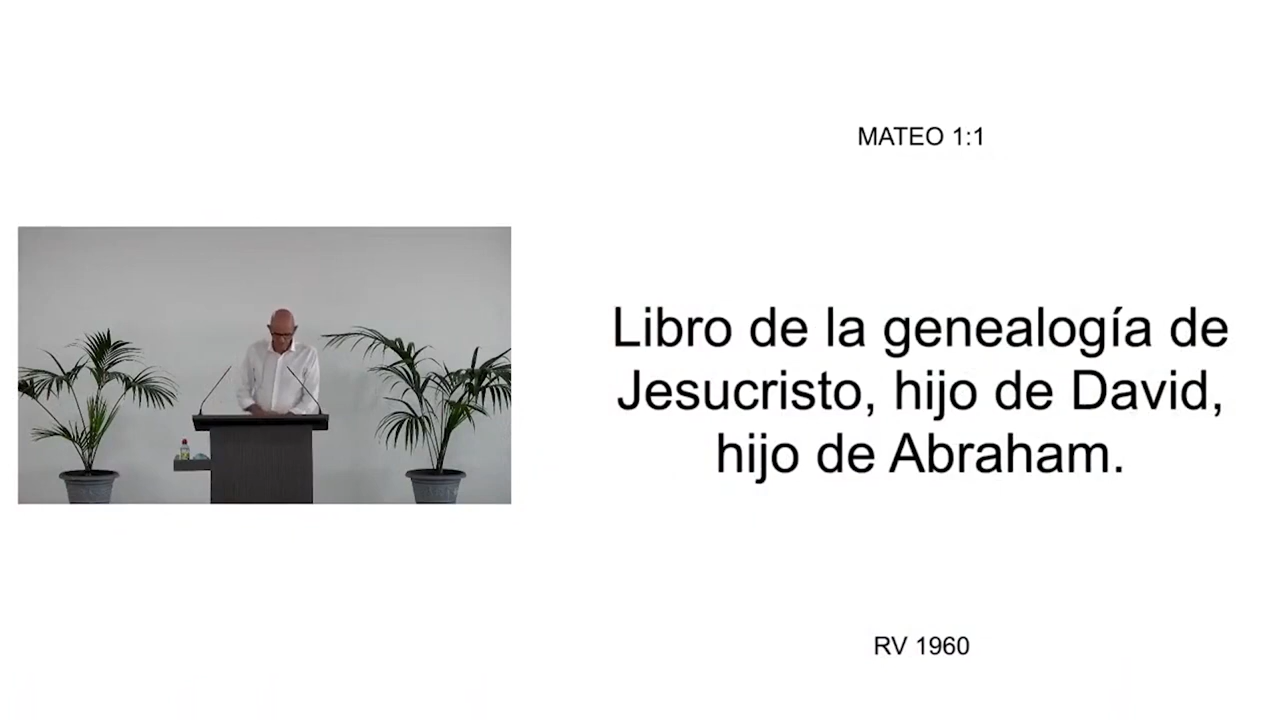 MATEO 1:1
Libro de la genealogía de
Jesucristo, hijo de David,
hijo de Abraham.
RV 1960